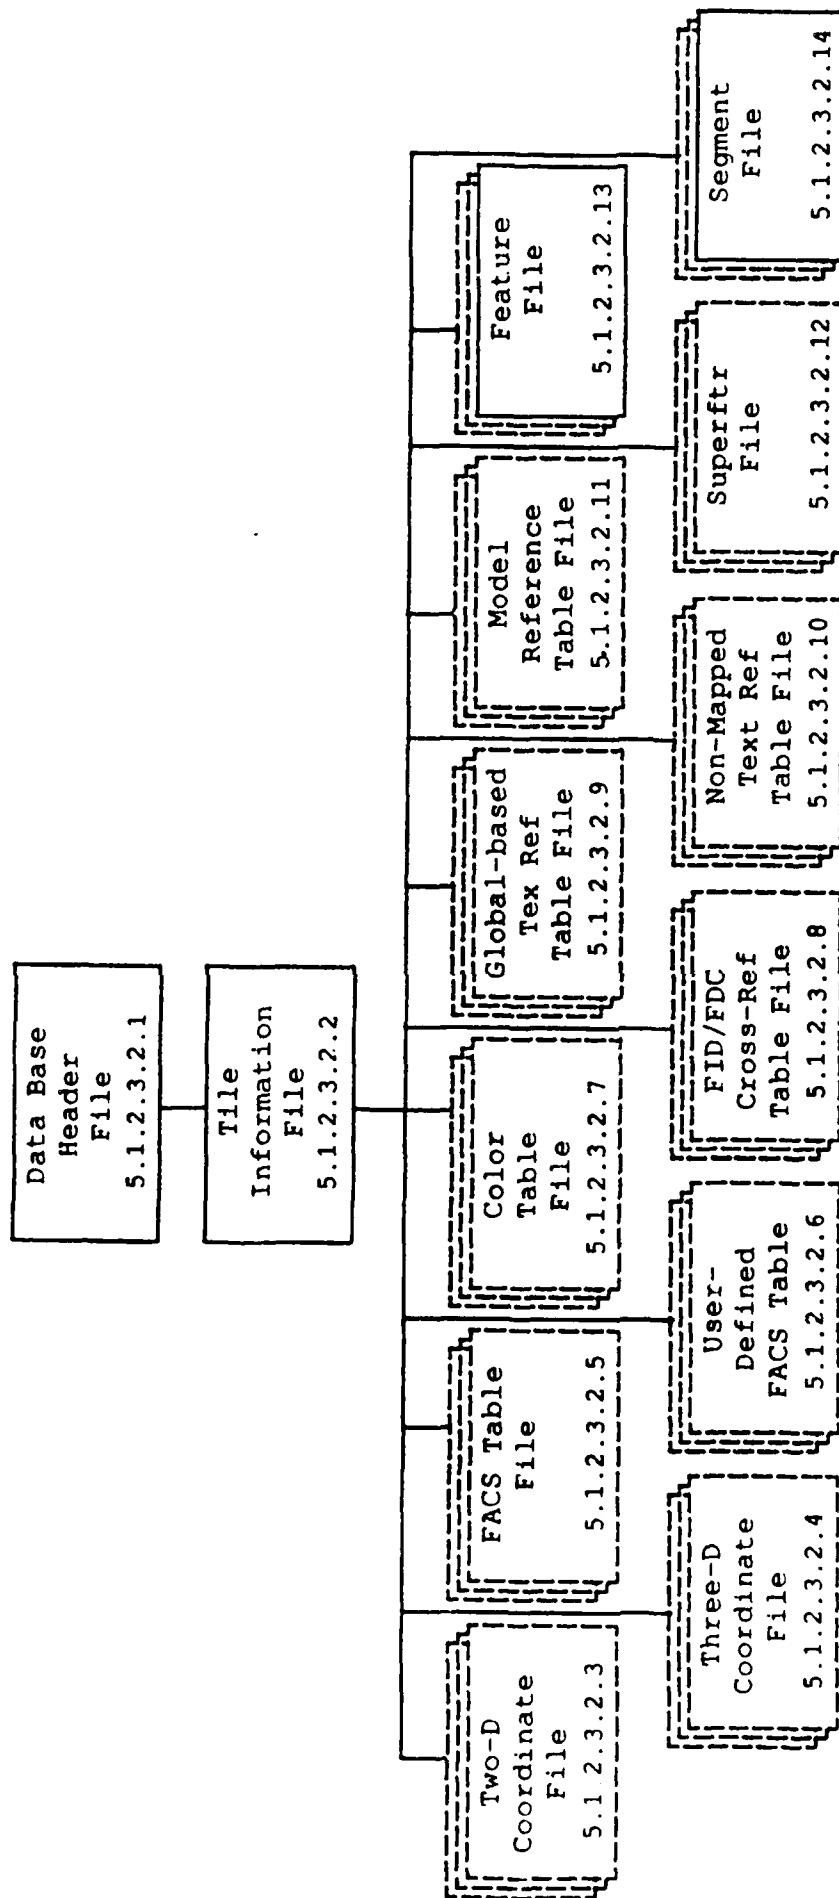 Data Base
Header
File
5.1.2.3.2.1
Tile
Information
File
5.1.2.3.2.2
Two-D
Coordinate
File
5.1 2.3.2.3
FACS Table
File
5.1.2.3.2.5
Color
Table
File
5.1.2.3.2.7
Global-based
Tex Ref
Table File
5.1.2.3.2.9
Model
Reference
Table File
5.1.2.3.2.11
Feature
File
5.1.2.3.2.13
Three-D
Coordinate
File
5.1.2.3.2.4
User-
Defined
FACS Table
5.1.2.3.2.6
FID/FDC
Cross-Ref
Table File
5.1.2.3.2.8
Non-Mapped
Text Ref
Table File
5.1.2.3.2.10
Superftr
File
5.1.2.3.2.12
Segment
File
5.1.2.3.2.14